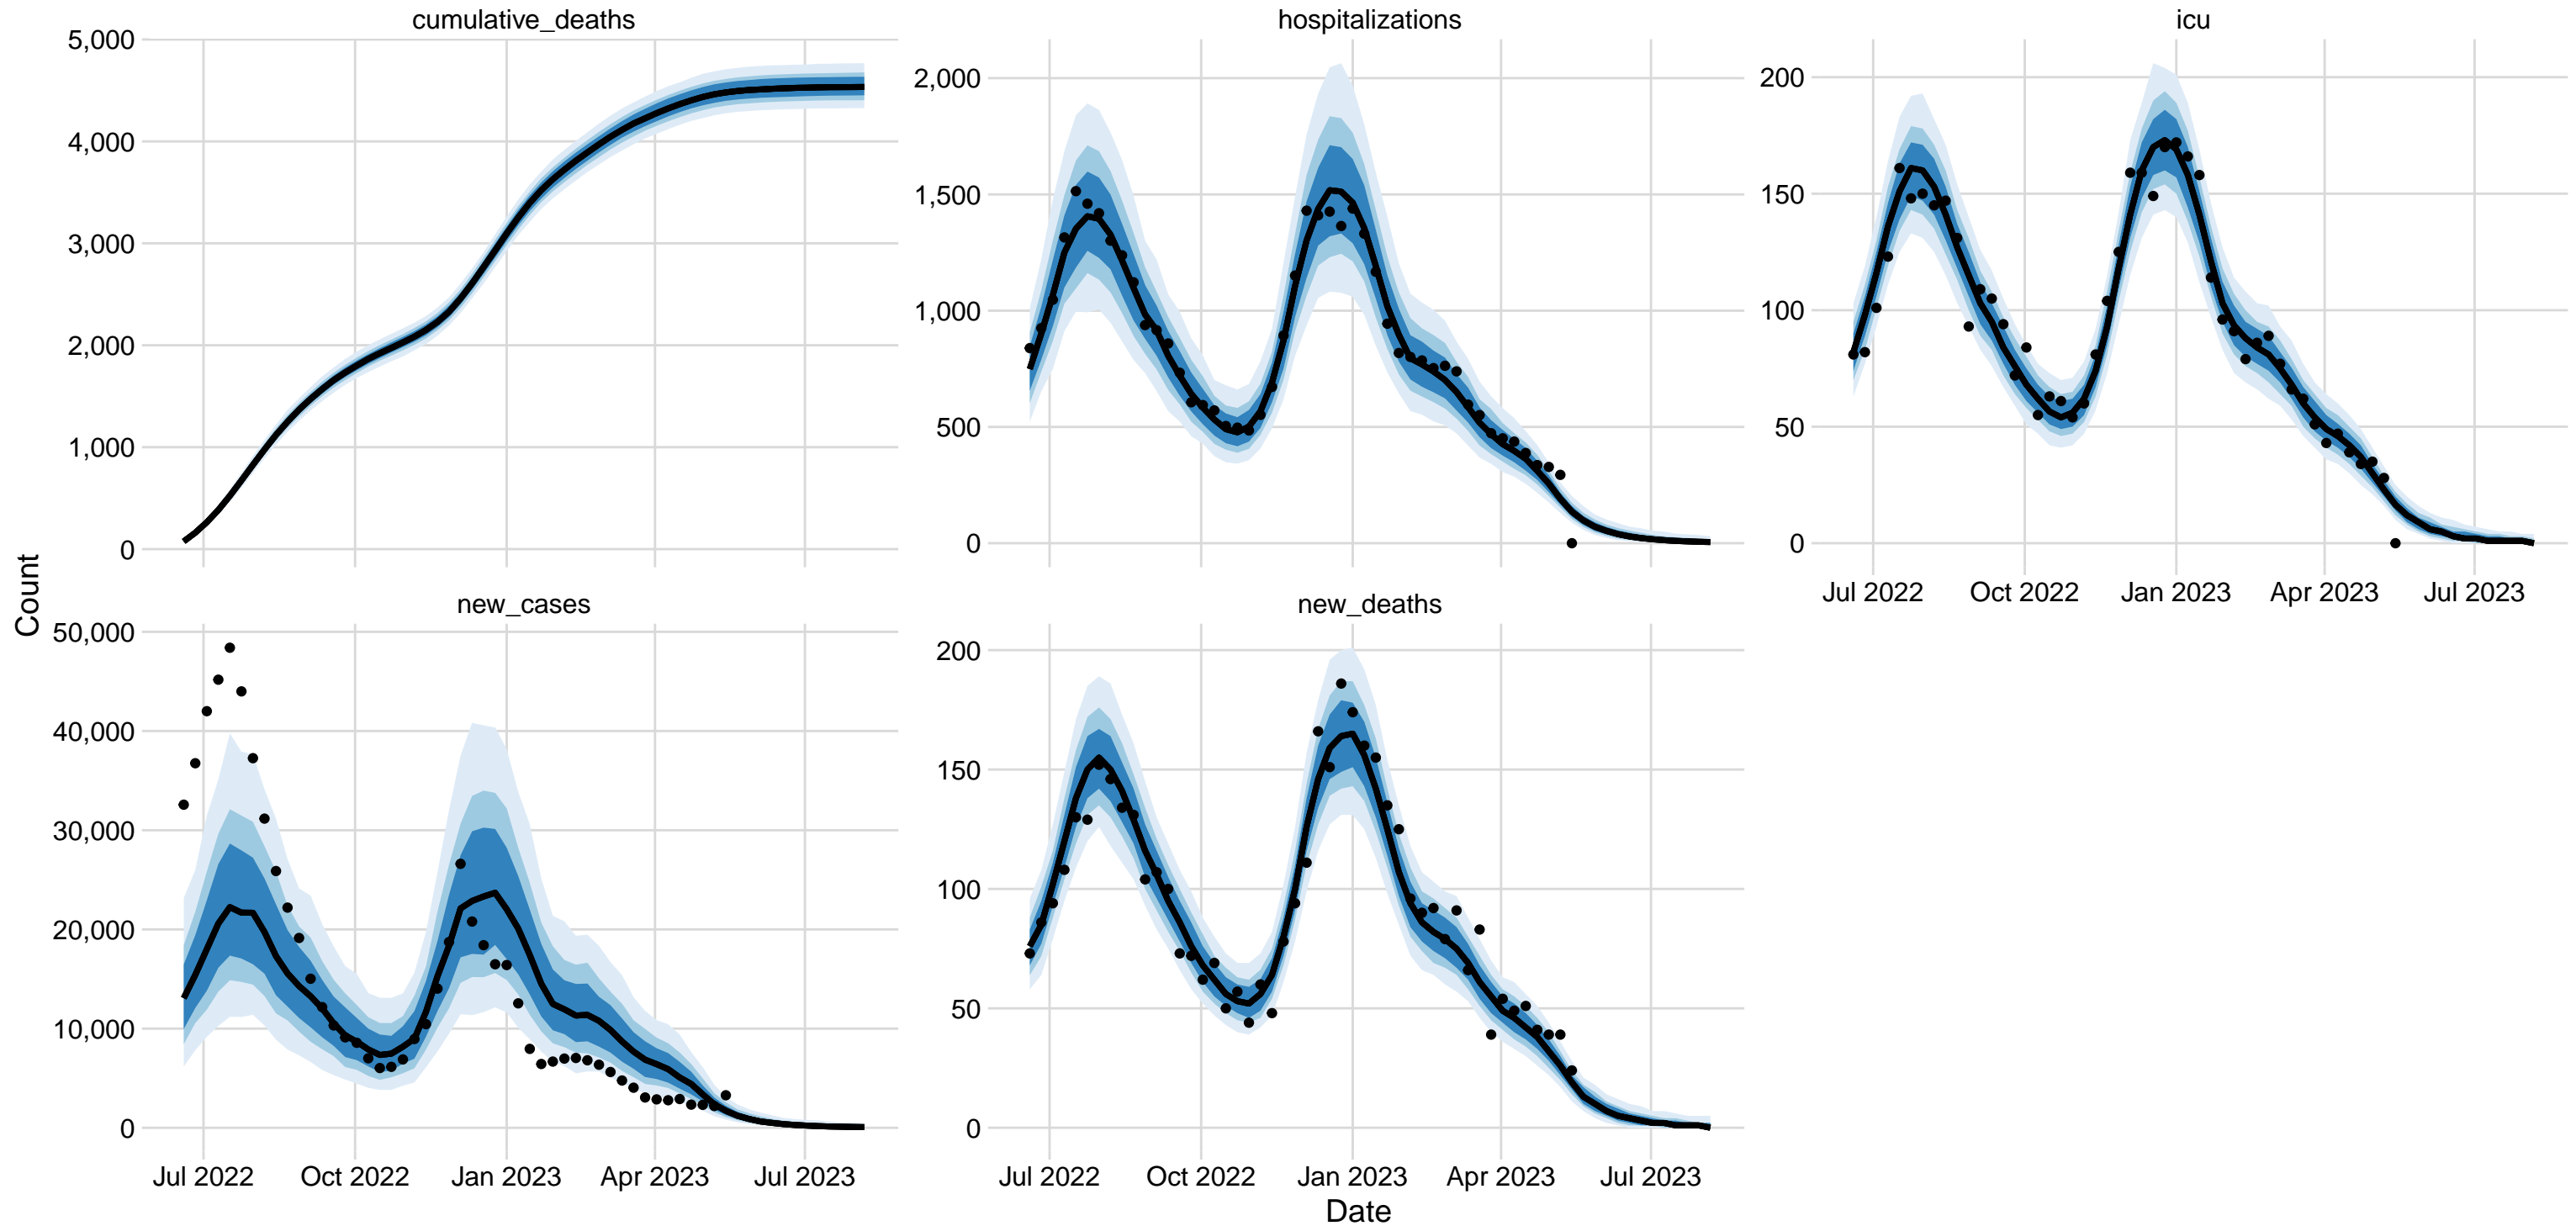 cumulative_deaths
hospitalizations
icu
5,000
4,000
3,000
2,000
1,000
0
2,000
1,500
1,000
500
0
200
150
100
50
0
Jul 2022 Oct 2022 Jan 2023 Apr 2023 Jul 2023
Count
new_cases
new_deaths
50,000
40,000
30,000
20,000
10,000
0
200
150
100
50
0
Jul 2022 Oct 2022 Jan 2023 Apr 2023 Jul 2023
Jul 2022 Oct 2022 Jan 2023 Apr 2023 Jul 2023
Date